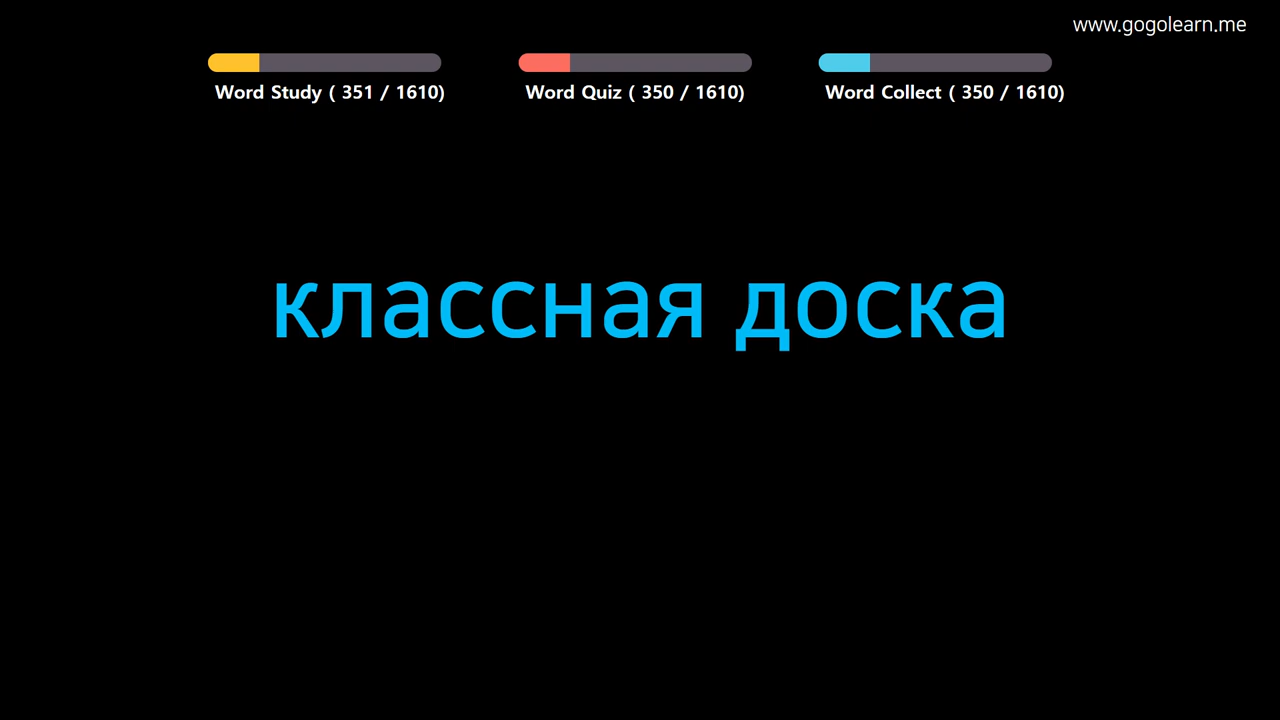 www.gogolearn.me
Word Study ( 351 / 1610)
Word Quiz ( 350 / 1610)
Word Collect ( 350 / 1610)
классная доска